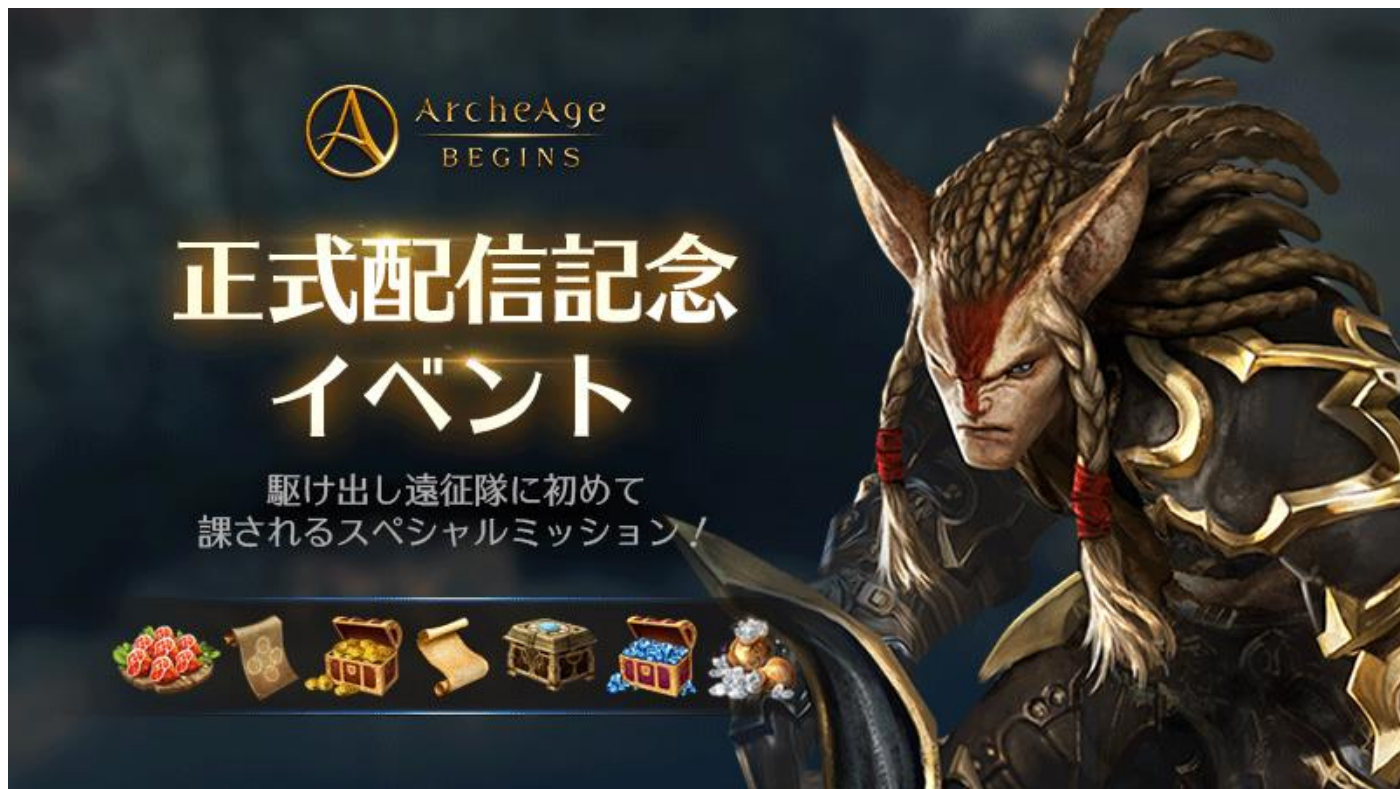 ArcheAge
BEGINS
正式配信記念
イベント
駆け出し遠征隊に初めて
課されるスペシャルミッション！